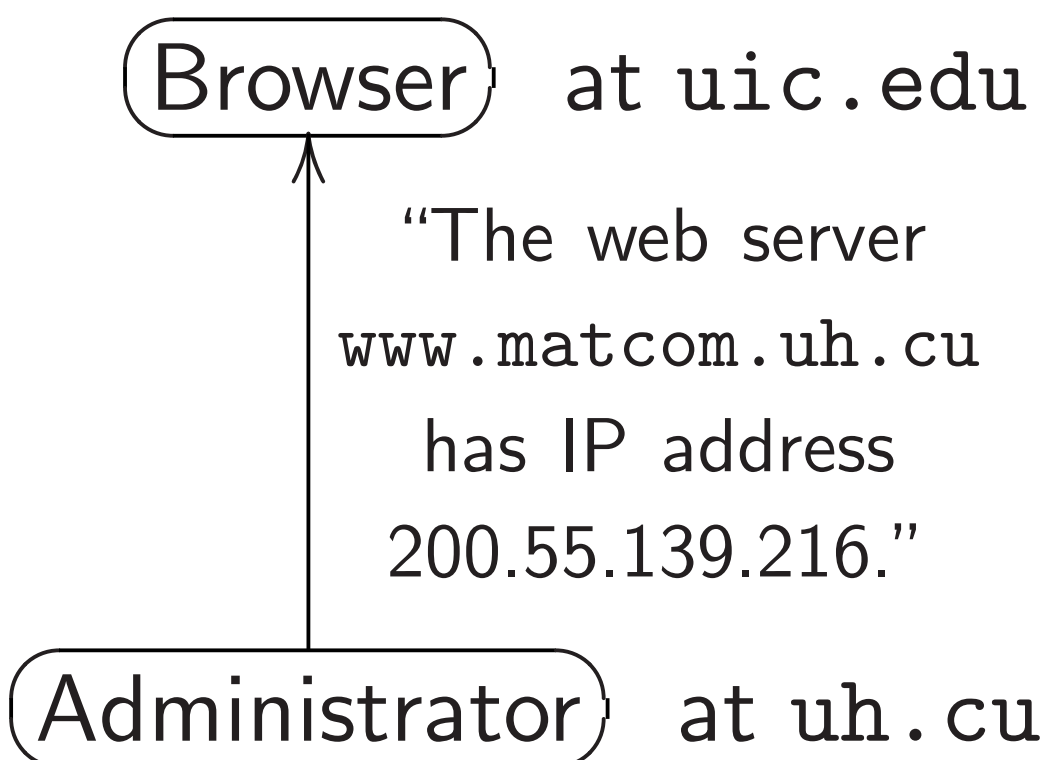 Browser at uic.edu
“The web server
www.matcom.uh.cu
has IP address
200.55.139.216.”
Administrator at uh.cu